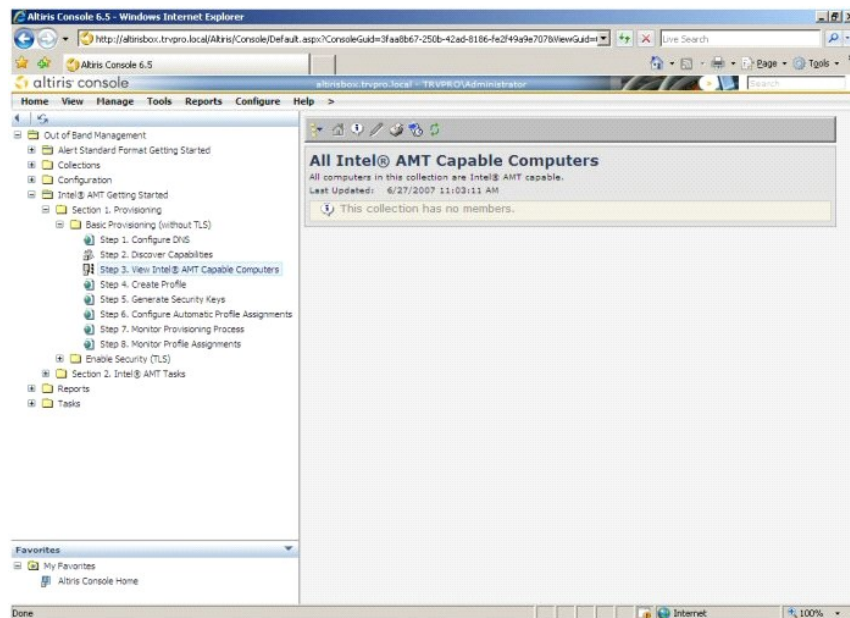 Altiris Console 6.5 - Windows Internet Explorer
http://altirisbox.trvpro.local/Altiris/Console/Default.aspx?ConsoleGuid=3faa8b67-250b-42ad-8186-fe2f49a9e707&ViewGuid=
Live Search
Altiris Console 6.5
Page
Tools
altiris console
altirisbox.trvpro.local - TRVPRO\Administrator
Search
Home View Manage Tools Reports Configure Help >
Out of Band Management
Alert Standard Format Getting Started
Collections
Configuration
Intel® AMT Getting Started
Section 1. Provisioning
Basic Provisioning (without TLS)
Step 1. Configure DNS
Step 2. Discover Capabilities
Step 3. View Intel® AMT Capable Computers
Step 4. Create Profile
Step 5. Generate Security Keys
Step 6. Configure Automatic Profile Assignments
Step 7. Monitor Provisioning Process
Step 8. Monitor Profile Assignments
Enable Security (TLS)
Section 2. Intel® AMT Tasks
Reports
Tasks
All Intel® AMT Capable Computers
All computers in this collection are Intel® AMT capable.
Last Updated: 6/27/2007 11:03:11 AM
This collection has no members.
Favorites
My Favorites
Altiris Console Home
Done
Internet
100%